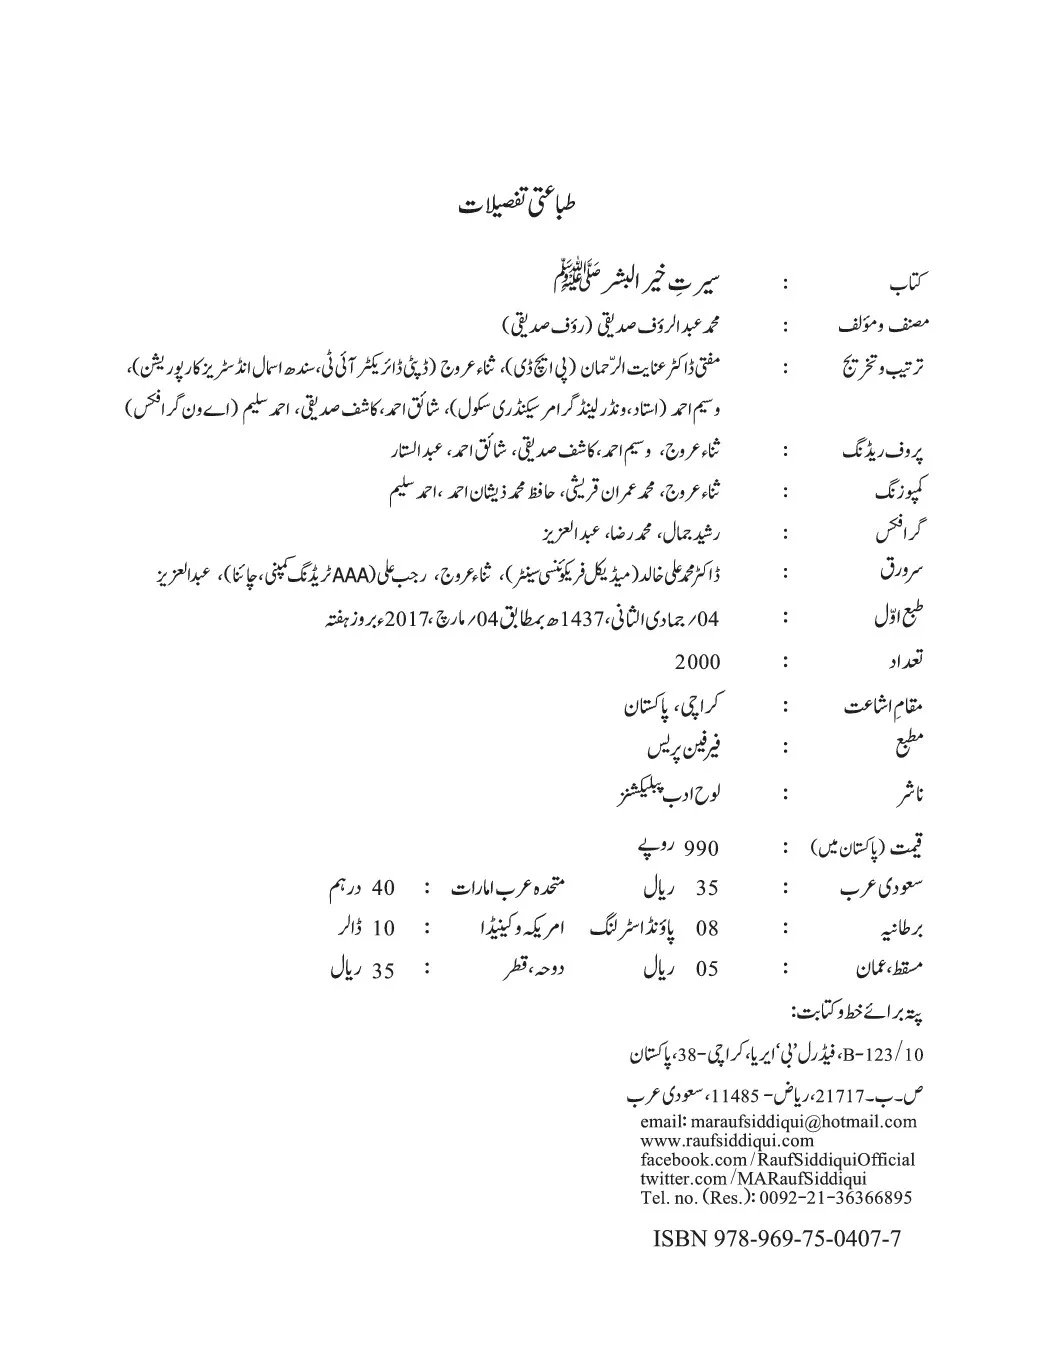 طباعتی تفصیلات
کتاب : سیرتِ خیر البشر ﷺ
مصنف ومؤلف : محمد عبدالرؤف صدیقی (رؤف صدیقی)
ترتیب وتخریج : مفتی ڈاکٹر عنایت الرّحمان (پی ایچ ڈی)، ثناء عروج (ڈپٹی ڈائریکٹر آئی ٹی، سندھ اسمال انڈسٹریز کارپوریشن)،
وسیم احمد (استاد، ونڈر لینڈ گرامر سیکنڈری سکول)، شائق احمد، کاشف صدیقی، احمد سلیم (اے ون گرافکس)
پروف ریڈنگ : ثناء عروج، وسیم احمد، کاشف صدیقی، شائق احمد، عبدالستار
کمپوزنگ : ثناء عروج، محمد عمران قریشی، حافظ محمد ذیشان احمد، احمد سلیم
گرافکس : رشید جمال، محمد رضا، عبدالعزیز
سرورق : ڈاکٹر محمد علی خالد (میڈیکل فریکوئنسی سینٹر)، ثناء عروج، رجب علی (AAA ٹریڈنگ کمپنی، چائنا)، عبدالعزیز
طبع اوّل : 04؍ جمادی الثانی، 1437ھ بمطابق 04؍ مارچ، 2017ء بروز ہفتہ
تعداد : 2000
مقامِ اشاعت : کراچی، پاکستان
مطبع : فیرفین پریس
ناشر : لوح ادب پبلیکشنز
قیمت (پاکستان میں) : 990 روپے
سعودی عرب : 35 ریال متحدہ عرب امارات : 40 درہم
برطانیہ : 08 پاؤنڈ اسٹرلنگ امریکہ وکینیڈا : 10 ڈالر
مسقط، عمان : 05 ریال دوحہ، قطر : 35 ریال
پتہ برائے خط وکتابت:
B-123/10، فیڈرل ’بی‘ ایریا، کراچی-38، پاکستان
ص۔ب۔21717، ریاض-11485، سعودی عرب
email: maraufsiddiqui@hotmail.com
www.raufsiddiqui.com
facebook.com/RaufSiddiquiOfficial
twitter.com/MARaufSiddiqui
Tel. no. (Res.): 0092-21-36366895
ISBN 978-969-75-0407-7